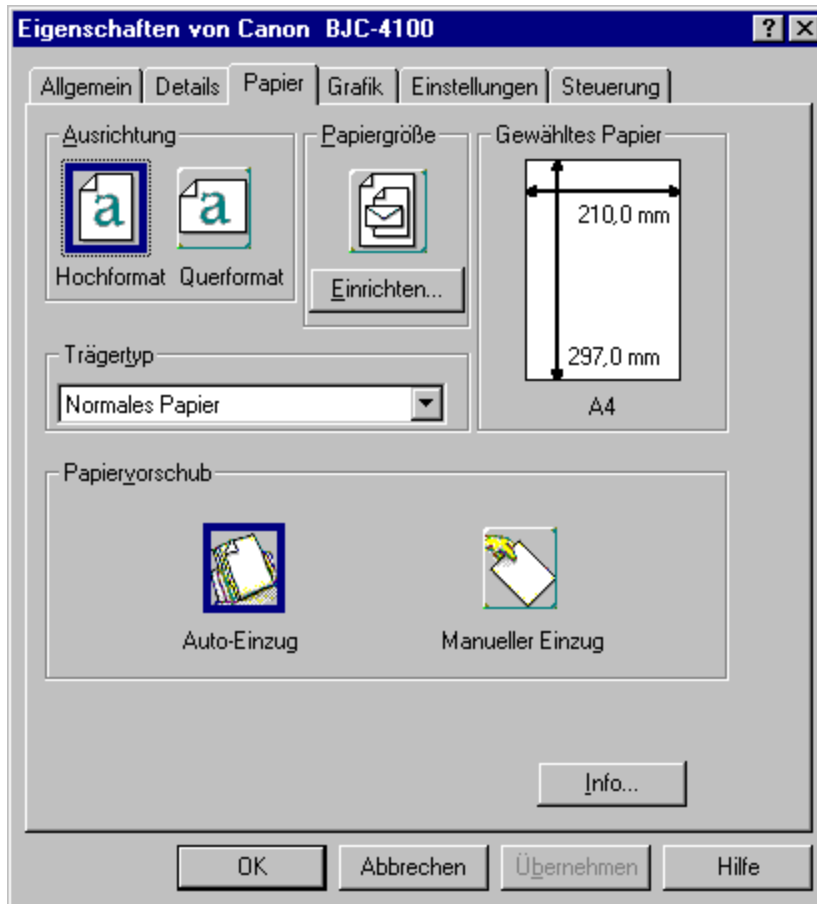 Eigenschaften von Canon BJC-4100
Allgemein Details Papier Grafik Einstellungen Steuerung
Ausrichtung
a
a
Hochformat Querformat
Papiergröße
Einrichten...
Gewähltes Papier
210,0 mm
297,0 mm
A4
Trägertyp
Normales Papier
Papiervorschub
Auto-Einzug Manueller Einzug
Info...
OK Abbrechen Übernehmen Hilfe